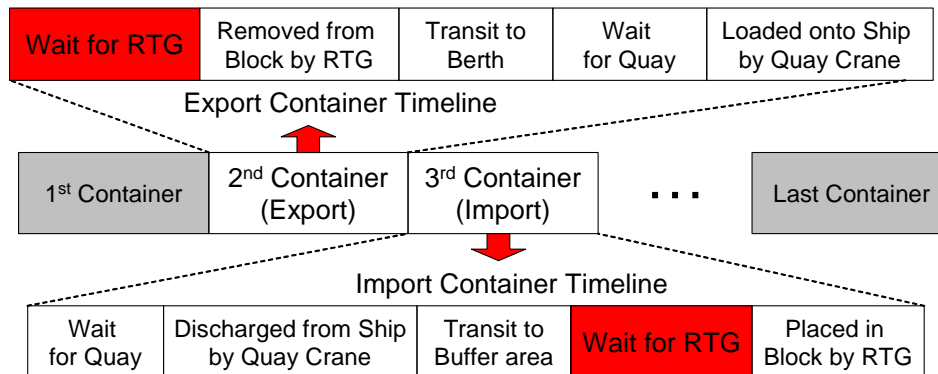 Wait for RTG
Removed from
Block by RTG
Transit to
Berth
Wait
for Quay
Loaded onto Ship
by Quay Crane
Export Container Timeline
1st Container
2nd Container
(Export)
3rd Container
(Import)
...
Last Container
Import Container Timeline
Wait
for Quay
Discharged from Ship
by Quay Crane
Transit to
Buffer area
Wait for RTG
Placed in
Block by RTG